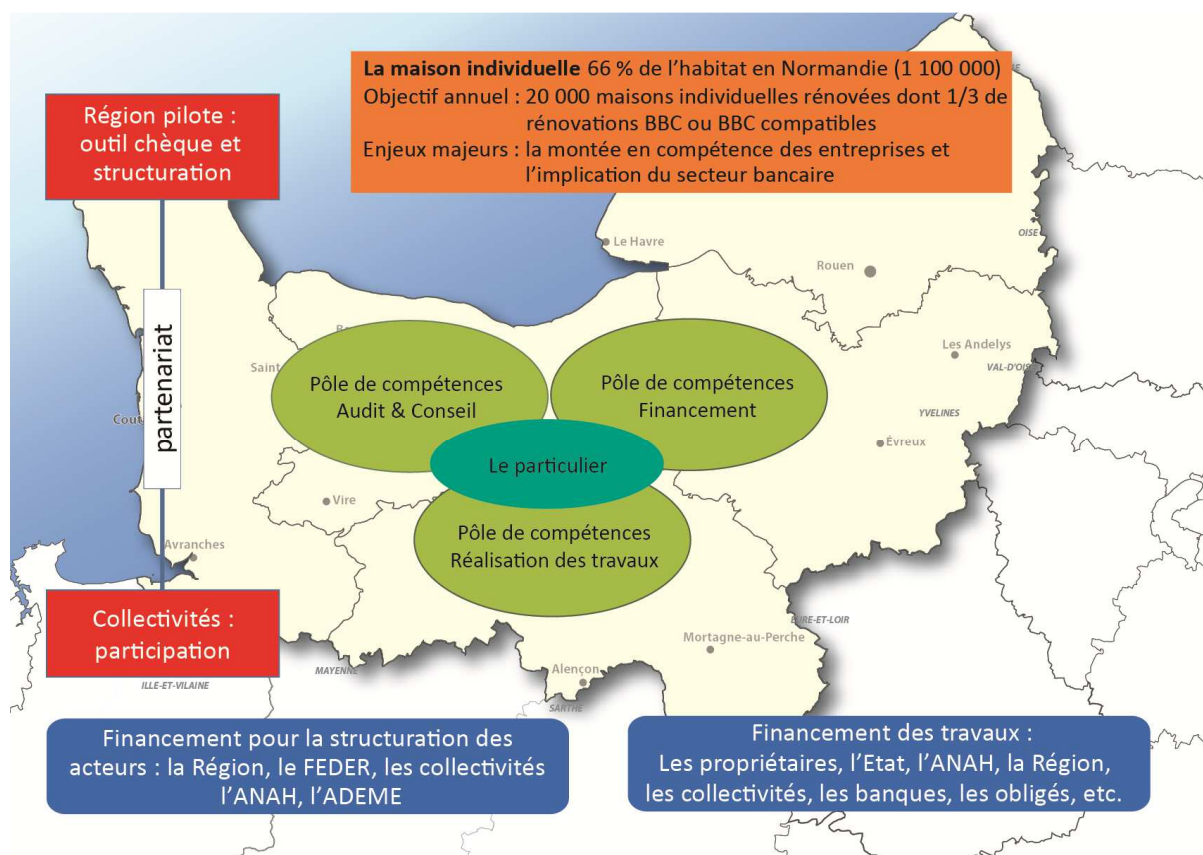 La maison individuelle 66 % de l'habitat en Normandie (1 100 000)
Objectif annuel : 20 000 maisons individuelles rénovées dont 1/3 de
rénovations BBC ou BBC compatibles
Enjeux majeurs : la montée en compétence des entreprises et
l'implication du secteur bancaire
Région pilote :
outil chèque et
structuration
partenariat
Collectivités :
participation
Le Havre
Rouen
OISE
Les Andelys
VAL-D'OIS
YVELINES
Évreux
Saint
Cout
Pôle de compétences
Audit & Conseil
Pôle de compétences
Financement
Le particulier
Pôle de compétences
Réalisation des travaux
Vire
Avranches
EURE-ET-LOIR
Mortagne-au-Perche
Alençon
MAYENNE
SARTHE
ILLE-ET-VILAINE
Financement pour la structuration des
acteurs : la Région, le FEDER, les collectivités
l'ANAH, l'ADEME
Financement des travaux :
Les propriétaires, l'Etat, l'ANAH, la Région,
les collectivités, les banques, les obligés, etc.